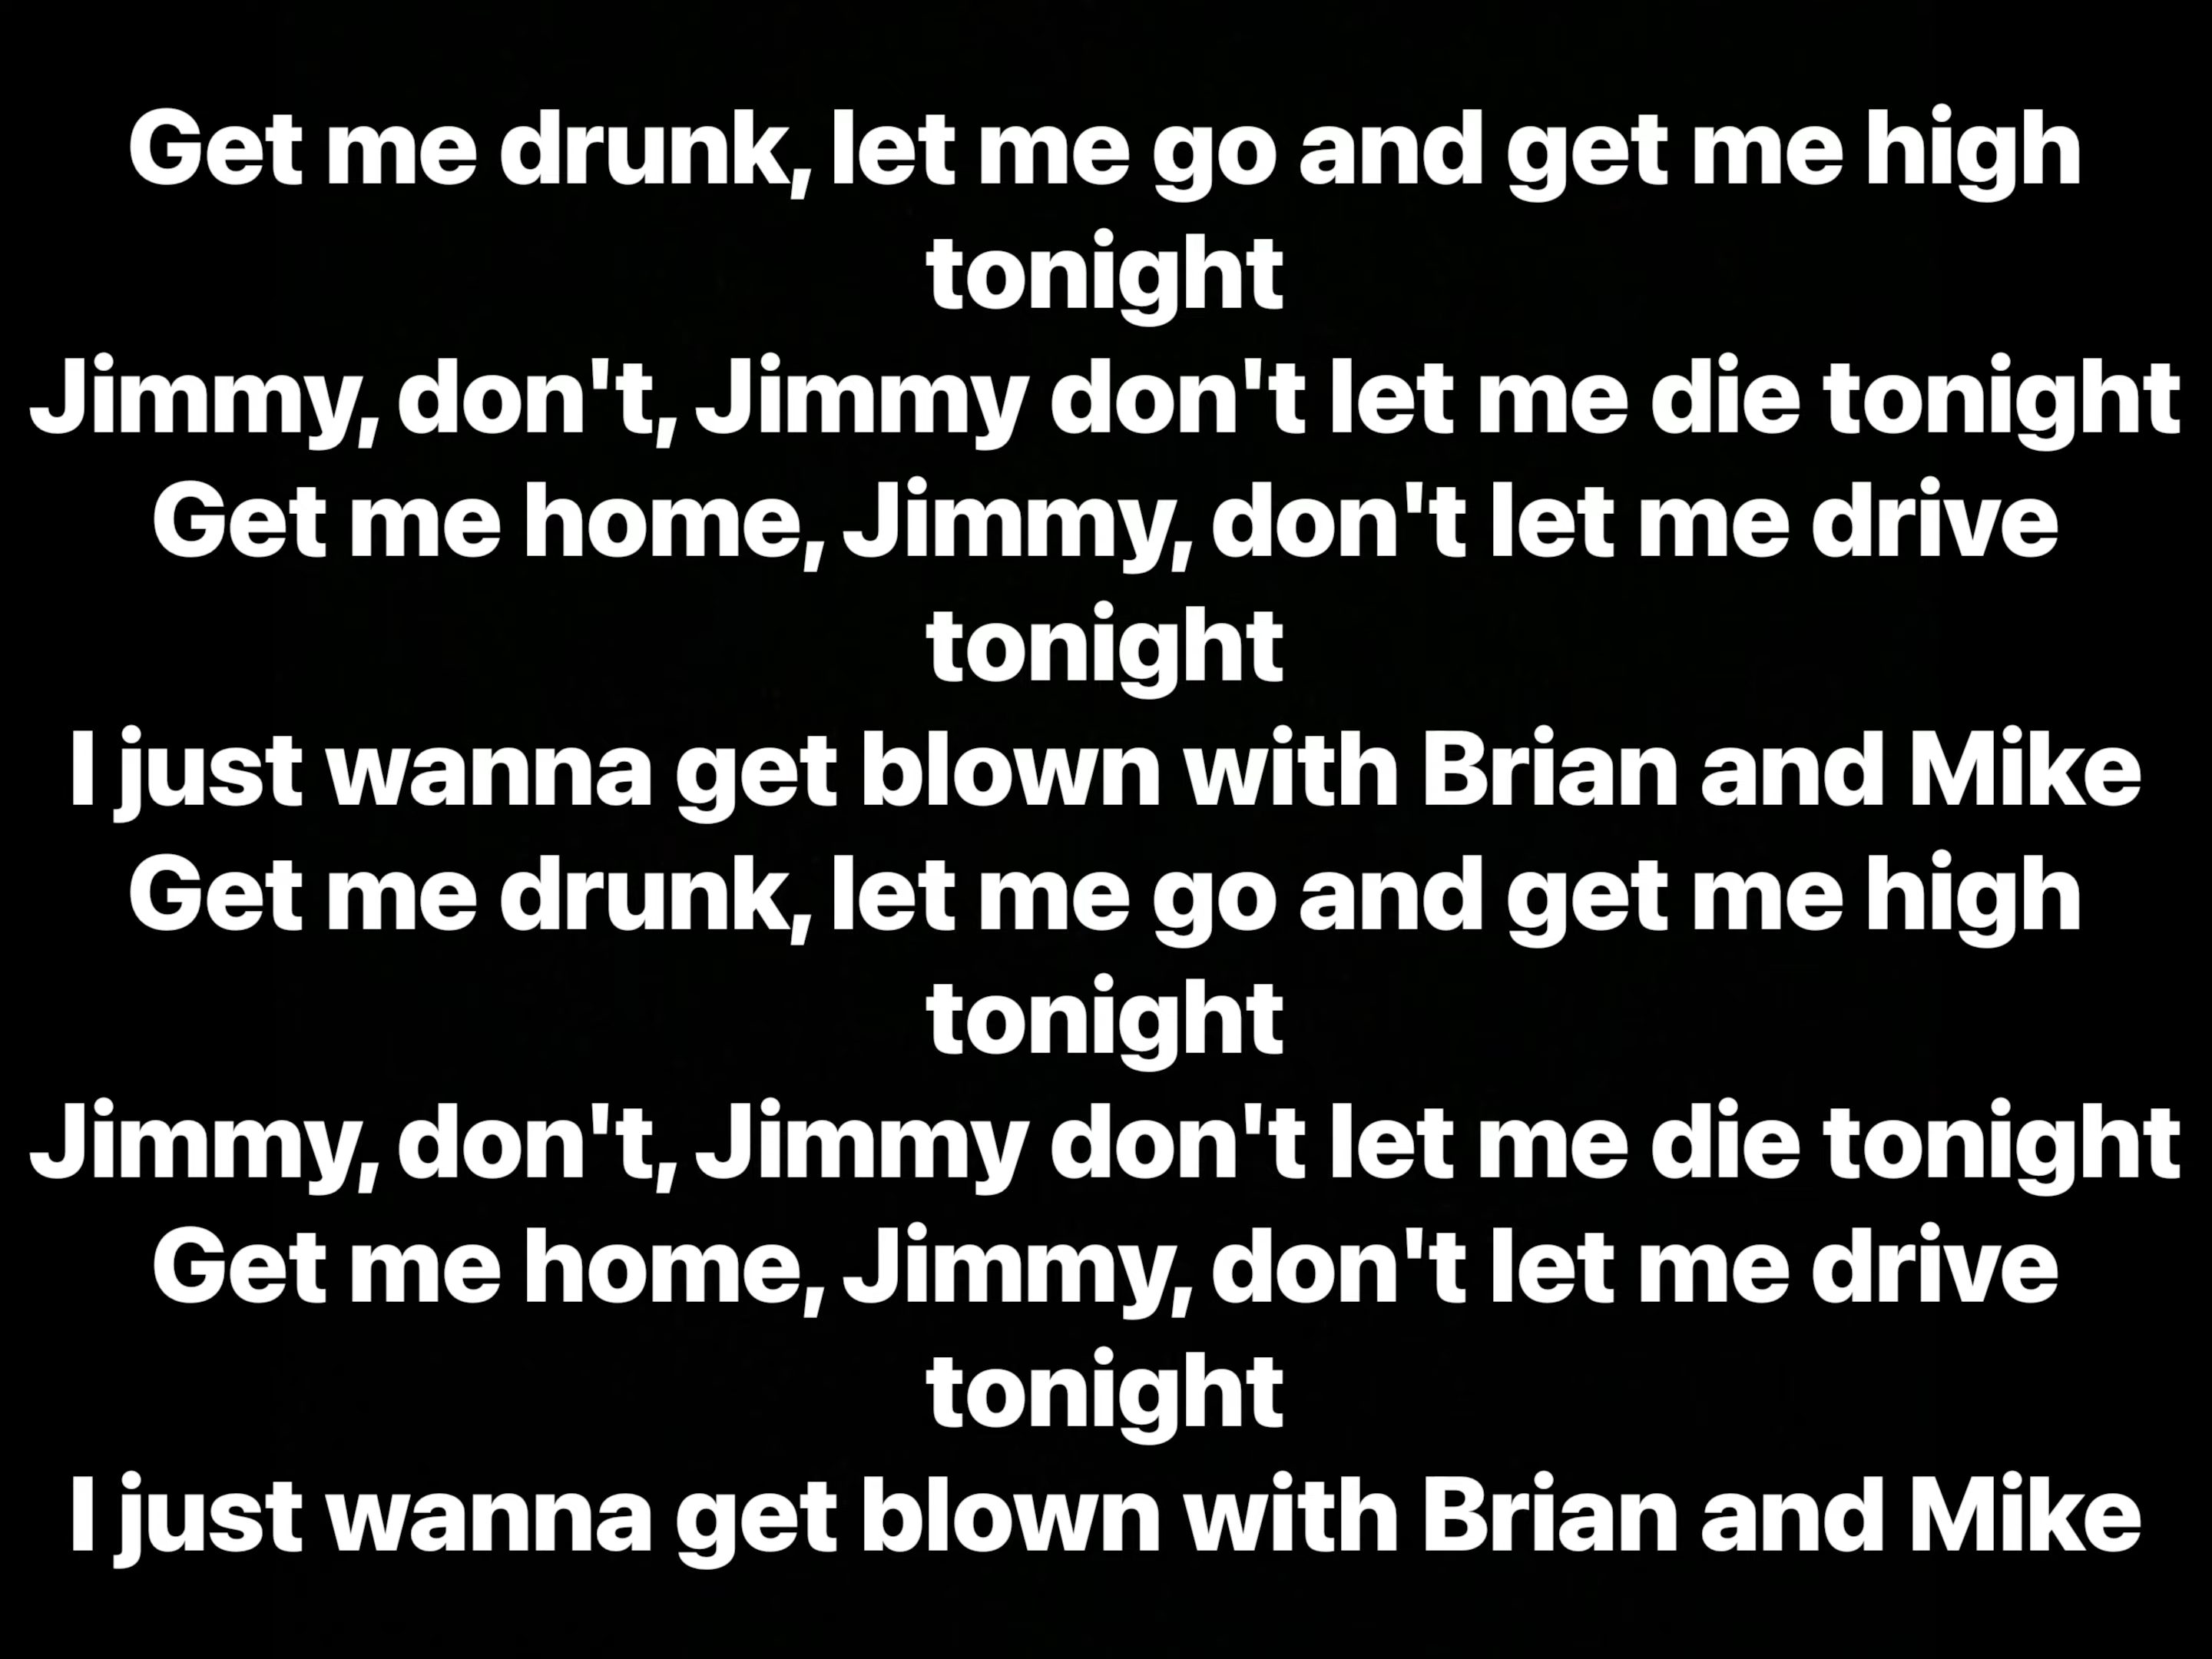 Get me drunk, let me go and get me high
tonight
Jimmy, don't, Jimmy don't let me die tonight
Get me home, Jimmy, don't let me drive
tonight
I just wanna get blown with Brian and Mike
Get me drunk, let me go and get me high
tonight
Jimmy, don't, Jimmy don't let me die tonight
Get me home, Jimmy, don't let me drive
tonight
I just wanna get blown with Brian and Mike